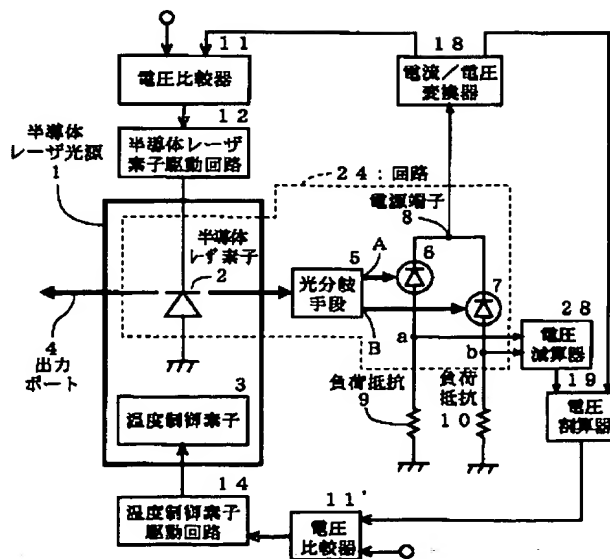 11
電圧比較器
12
半導体レーザ
素子駆動回路
半導体
レーザ光源
1
18
電流/電圧
変換器
24:回路
電源端子
8
半導体
レーザ素子
2
5
光分岐
手段
A
B
6
7
a
b
4
出力
ポート
3
温度制御素子
負荷抵抗
9
負荷
抵抗
10
28
電圧
減算器
19
電圧
割算器
14
温度制御素子
駆動回路
11'
電圧
比較器